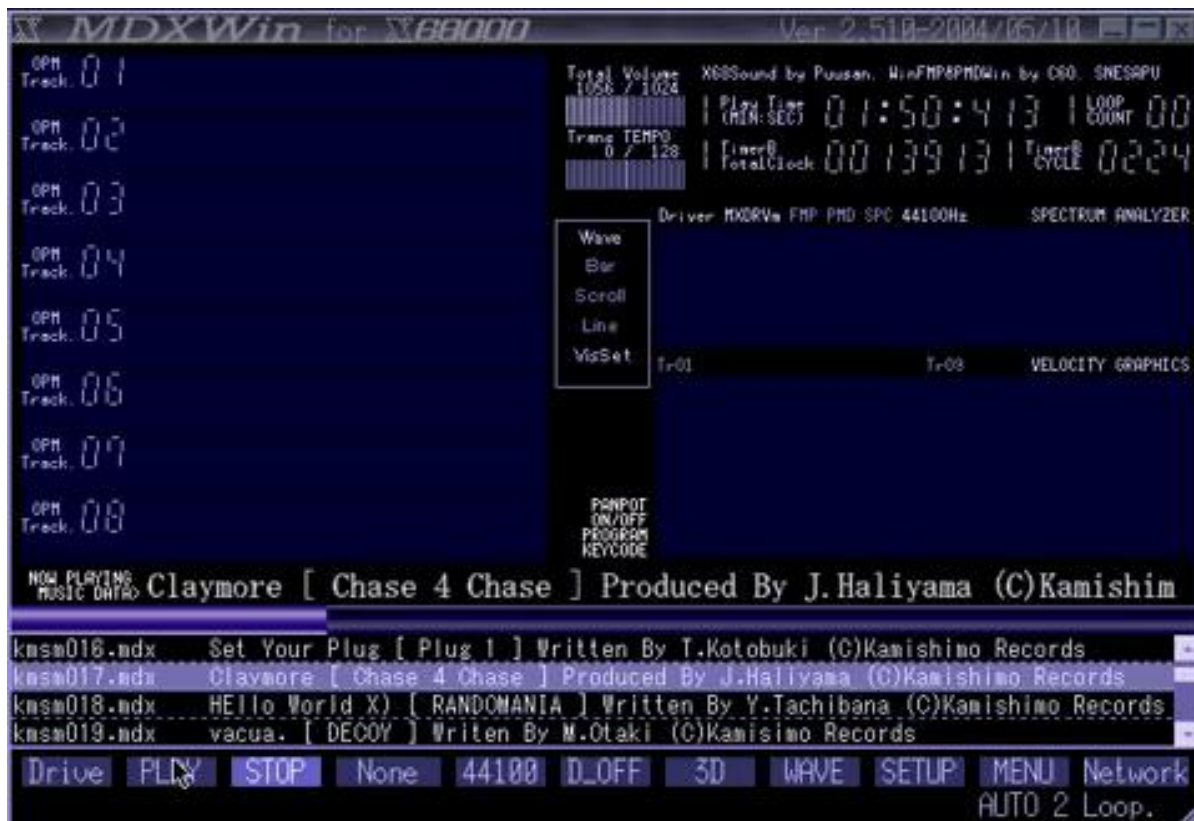 X MDXWin for X68000 Ver 2.510-2004/05/10
OPM Track. 01
OPM Track. 02
OPM Track. 03
OPM Track. 04
OPM Track. 05
OPM Track. 06
OPM Track. 07
OPM Track. 08
Total Volume
1056 / 1024
Trans TEMPO
0 / 128
X68Sound by Puusan. WinFMP&PMDWin by C60. SNESAPU
Play Time (MIN:SEC) 01:50:413 LOOP COUNT 00
TimerB TotalClock 0013913 TimerB CYCLE 0224
Driver MXDRVm FMP PMD SPC 44100Hz SPECTRUM ANALYZER
Wave
Bar
Scroll
Line
VisSet
Tr01 Tr09 VELOCITY GRAPHICS
PANPOT
ON/OFF
PROGRAM
KEYCODE
NOW PLAYING MUSIC DATA> Claymore [ Chase 4 Chase ] Produced By J.Haliyama (C)Kamishim
kmsm016.mdx Set Your Plug [ Plug 1 ] Written By T.Kotobuki (C)Kamishimo Records
kmsm017.mdx Claymore [ Chase 4 Chase ] Produced By J.Haliyama (C)Kamishimo Records
kmsm018.mdx HEllo World X) [ RANDOMANIA ] Written By Y.Tachibana (C)Kamishimo Records
kmsm019.mdx vacua. [ DECOY ] Writen By M.Otaki (C)Kamisimo Records
Drive PLAY STOP None 44100 D_OFF 3D WAVE SETUP MENU Network
AUTO 2 Loop.